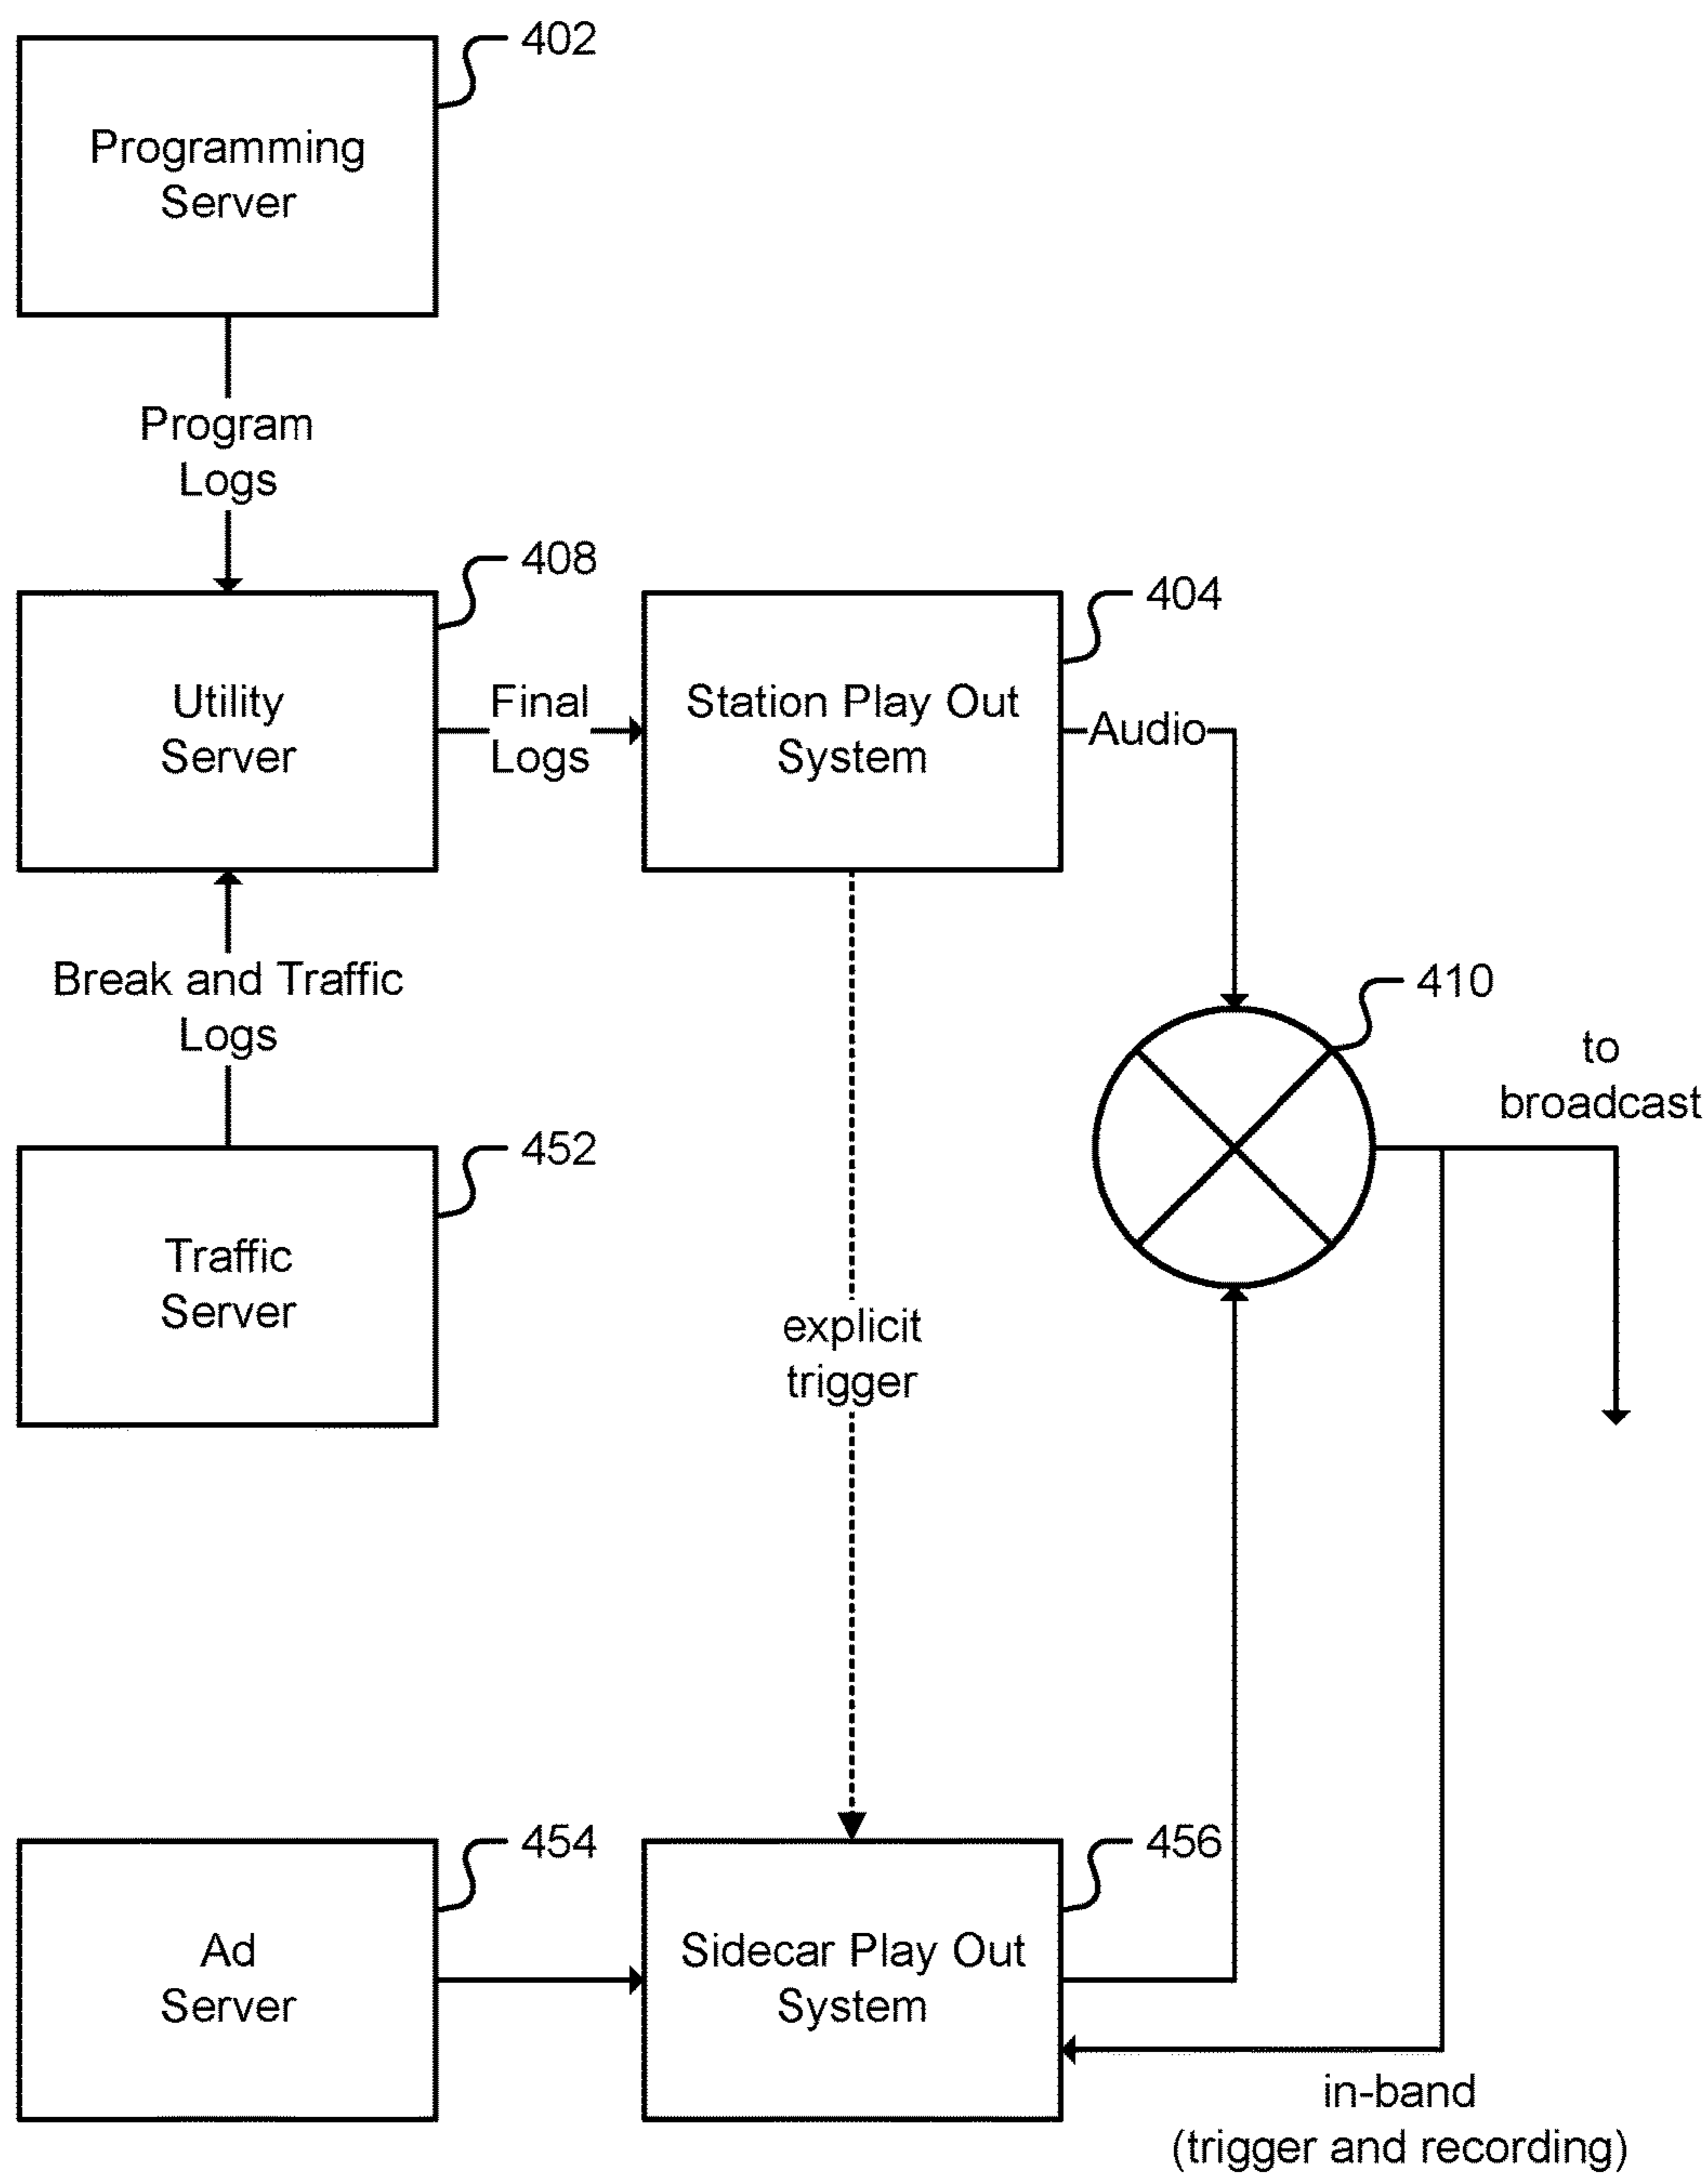 402
Programming
Server
Program
Logs
408
Utility
Server
Final
Logs
404
Station Play Out
System
Audio
Break and Traffic
Logs
410
to
broadcast
452
Traffic
Server
explicit
trigger
454
Ad
Server
456
Sidecar Play Out
System
in-band
(trigger and recording)